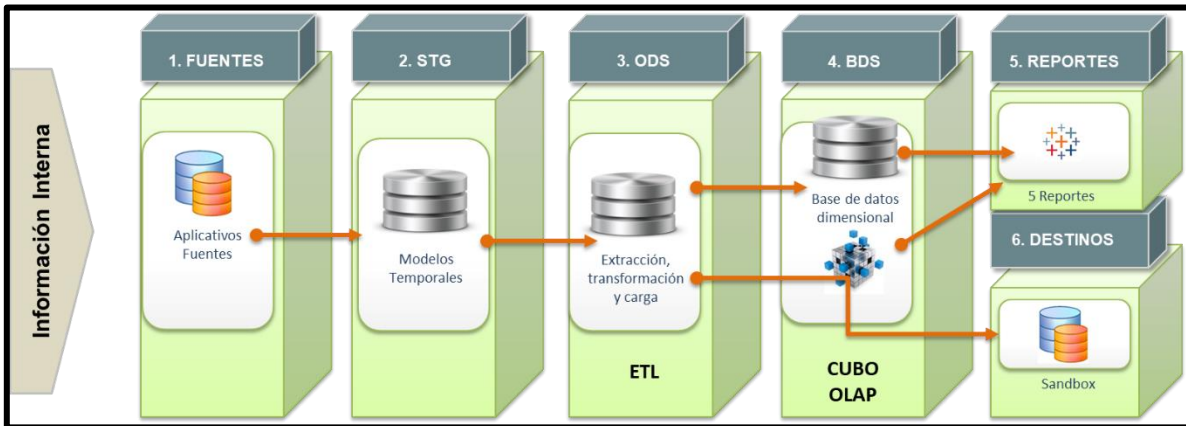 Información Interna
1. FUENTES
Aplicativos
Fuentes
2. STG
Modelos
Temporales
3. ODS
Extracción,
transformación
y carga
ETL
4. BDS
Base de datos
dimensional
CUBO
OLAP
5. REPORTES
5 Reportes
6. DESTINOS
Sandbox